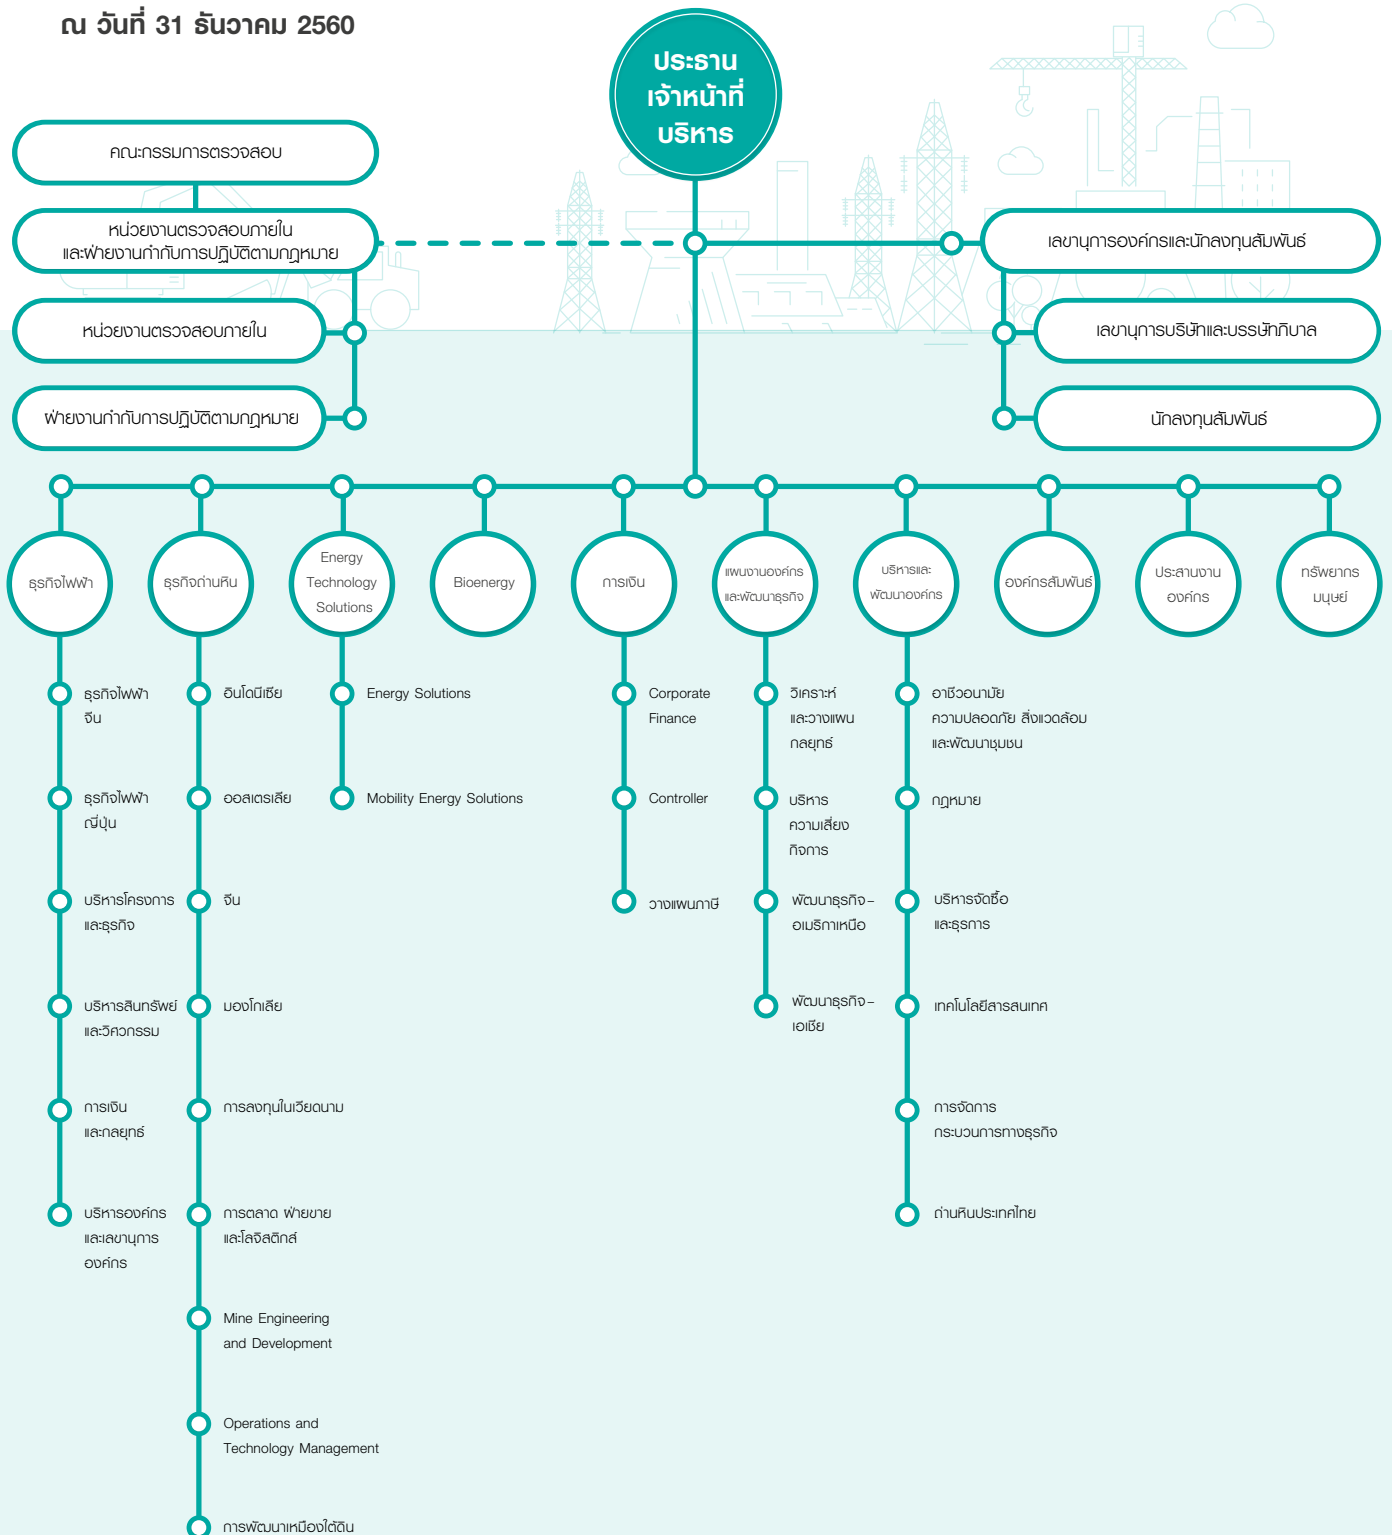 ณ วันที่ 31 ธันวาคม 2560
ประธาน
เจ้าหน้าที่
บริหาร
คณะกรรมการตรวจสอบ
หน่วยงานตรวจสอบภายใน
และฝ่ายงานกำกับการปฏิบัติตามกฎหมาย
หน่วยงานตรวจสอบภายใน
ฝ่ายงานกำกับการปฏิบัติตามกฎหมาย
เลขานุการองค์กรและนักลงทุนสัมพันธ์
เลขานุการบริษัทและบรรษัทภิบาล
นักลงทุนสัมพันธ์
ธุรกิจไฟฟ้า
ธุรกิจไฟฟ้า
จีน
ธุรกิจไฟฟ้า
ญี่ปุ่น
บริหารโครงการ
และธุรกิจ
บริหารสินทรัพย์
และวิศวกรรม
การเงิน
และกลยุทธ์
บริหารองค์กร
และเลขานุการ
องค์กร
ธุรกิจถ่านหิน
อินโดนีเซีย
ออสเตรเลีย
จีน
มองโกเลีย
การลงทุนในเวียดนาม
การตลาด ฝ่ายขาย
และโลจิสติกส์
Mine Engineering
and Development
Operations and
Technology Management
การพัฒนาเหมืองใต้ดิน
Energy
Technology
Solutions
Energy Solutions
Mobility Energy Solutions
Bioenergy
การเงิน
Corporate
Finance
Controller
วางแผนภาษี
แผนงานองค์กร
และพัฒนาธุรกิจ
วิเคราะห์
และวางแผน
กลยุทธ์
บริหาร
ความเสี่ยง
กิจการ
พัฒนาธุรกิจ-
อเมริกาเหนือ
พัฒนาธุรกิจ-
เอเชีย
บริหารและ
พัฒนาองค์กร
อาชีวอนามัย
ความปลอดภัย สิ่งแวดล้อม
และพัฒนาชุมชน
กฎหมาย
บริหารจัดซื้อ
และธุรการ
เทคโนโลยีสารสนเทศ
การจัดการ
กระบวนการทางธุรกิจ
ถ่านหินประเทศไทย
องค์กรสัมพันธ์
ประสานงาน
องค์กร
ทรัพยากร
มนุษย์